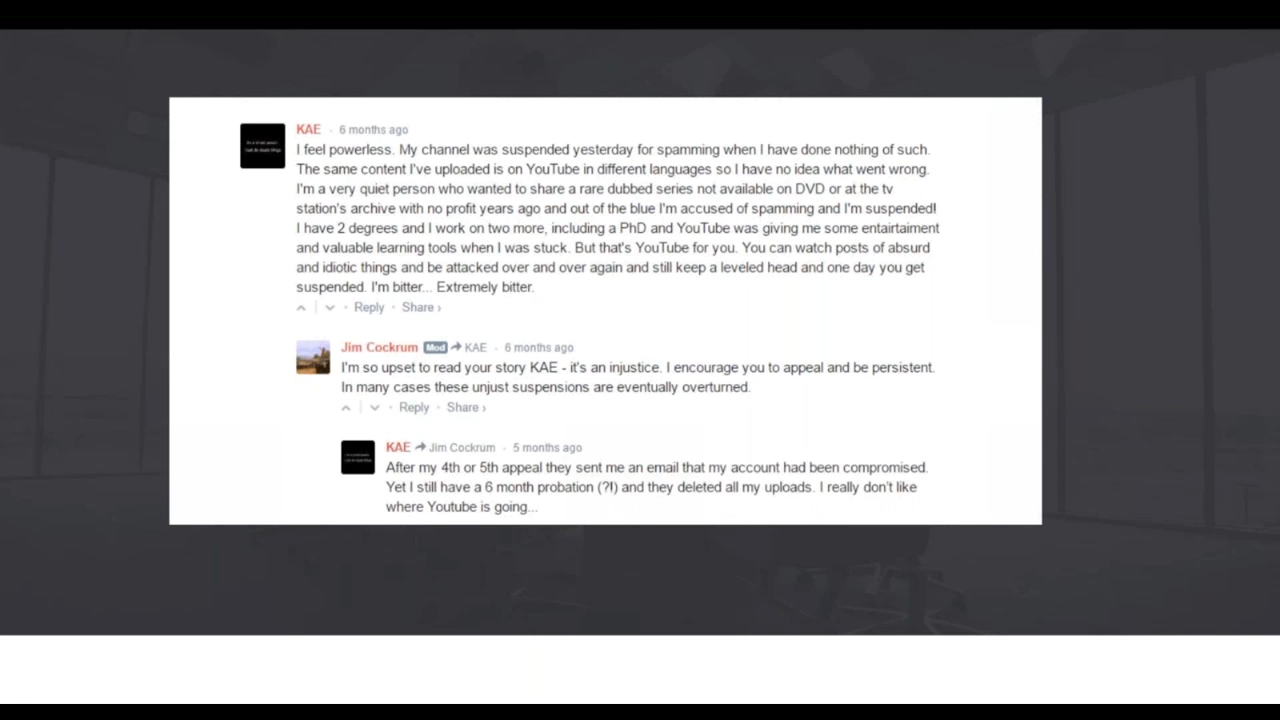 KAE · 6 months ago
I feel powerless. My channel was suspended yesterday for spamming when I have done nothing of such.
The same content I've uploaded is on YouTube in different languages so I have no idea what went wrong.
I'm a very quiet person who wanted to share a rare dubbed series not available on DVD or at the tv
station's archive with no profit years ago and out of the blue I'm accused of spamming and I'm suspended!
I have 2 degrees and I work on two more, including a PhD and YouTube was giving me some entairtaiment
and valuable learning tools when I was stuck. But that's YouTube for you. You can watch posts of absurd
and idiotic things and be attacked over and over again and still keep a leveled head and one day you get
suspended. I'm bitter... Extremely bitter.
Reply · Share ›
Jim Cockrum Mod KAE · 6 months ago
I'm so upset to read your story KAE - it's an injustice. I encourage you to appeal and be persistent.
In many cases these unjust suspensions are eventually overturned.
Reply · Share ›
KAE Jim Cockrum · 5 months ago
After my 4th or 5th appeal they sent me an email that my account had been compromised.
Yet I still have a 6 month probation (?!) and they deleted all my uploads. I really don't like
where Youtube is going...